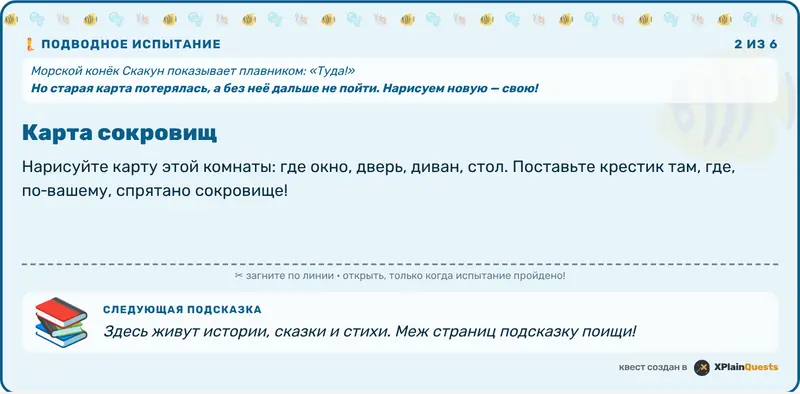 ПОДВОДНОЕ ИСПЫТАНИЕ
2 ИЗ 6
Морской конёк Скакун показывает плавником: «Туда!»
Но старая карта потерялась, а без неё дальше не пойти. Нарисуем новую — свою!
Карта сокровищ
Нарисуйте карту этой комнаты: где окно, дверь, диван, стол. Поставьте крестик там, где,
по-вашему, спрятано сокровище!
✂ загните по линии • открыть, только когда испытание пройдено!
СЛЕДУЮЩАЯ ПОДСКАЗКА
Здесь живут истории, сказки и стихи. Меж страниц подсказку поищи!
квест создан в XPlainQuests